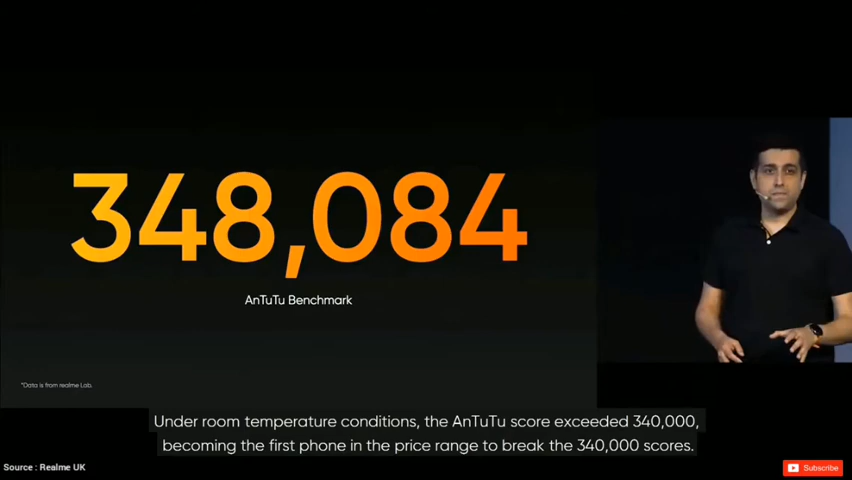 348,084
AnTuTu Benchmark
*Data is from realme Lab.
Under room temperature conditions, the AnTuTu score exceeded 340,000,
becoming the first phone in the price range to break the 340,000 scores.
Source : Realme UK
Subscribe